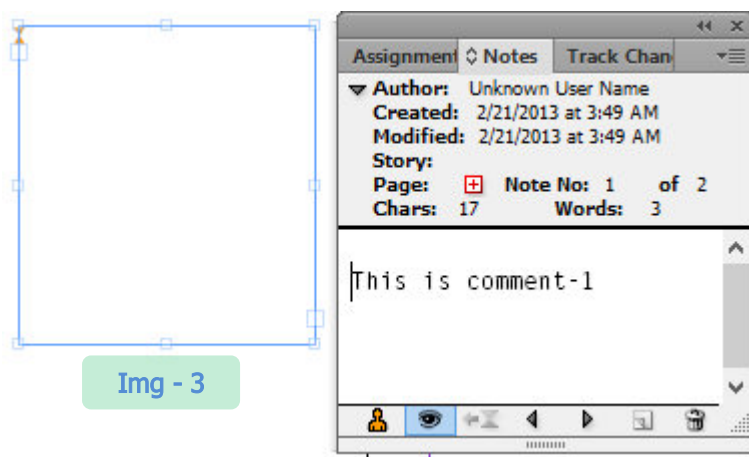 Assignment Notes Track Chan
Author: Unknown User Name
Created: 2/21/2013 at 3:49 AM
Modified: 2/21/2013 at 3:49 AM
Story:
Page: Note No: 1 of 2
Chars: 17 Words: 3
This is comment-1
Img - 3